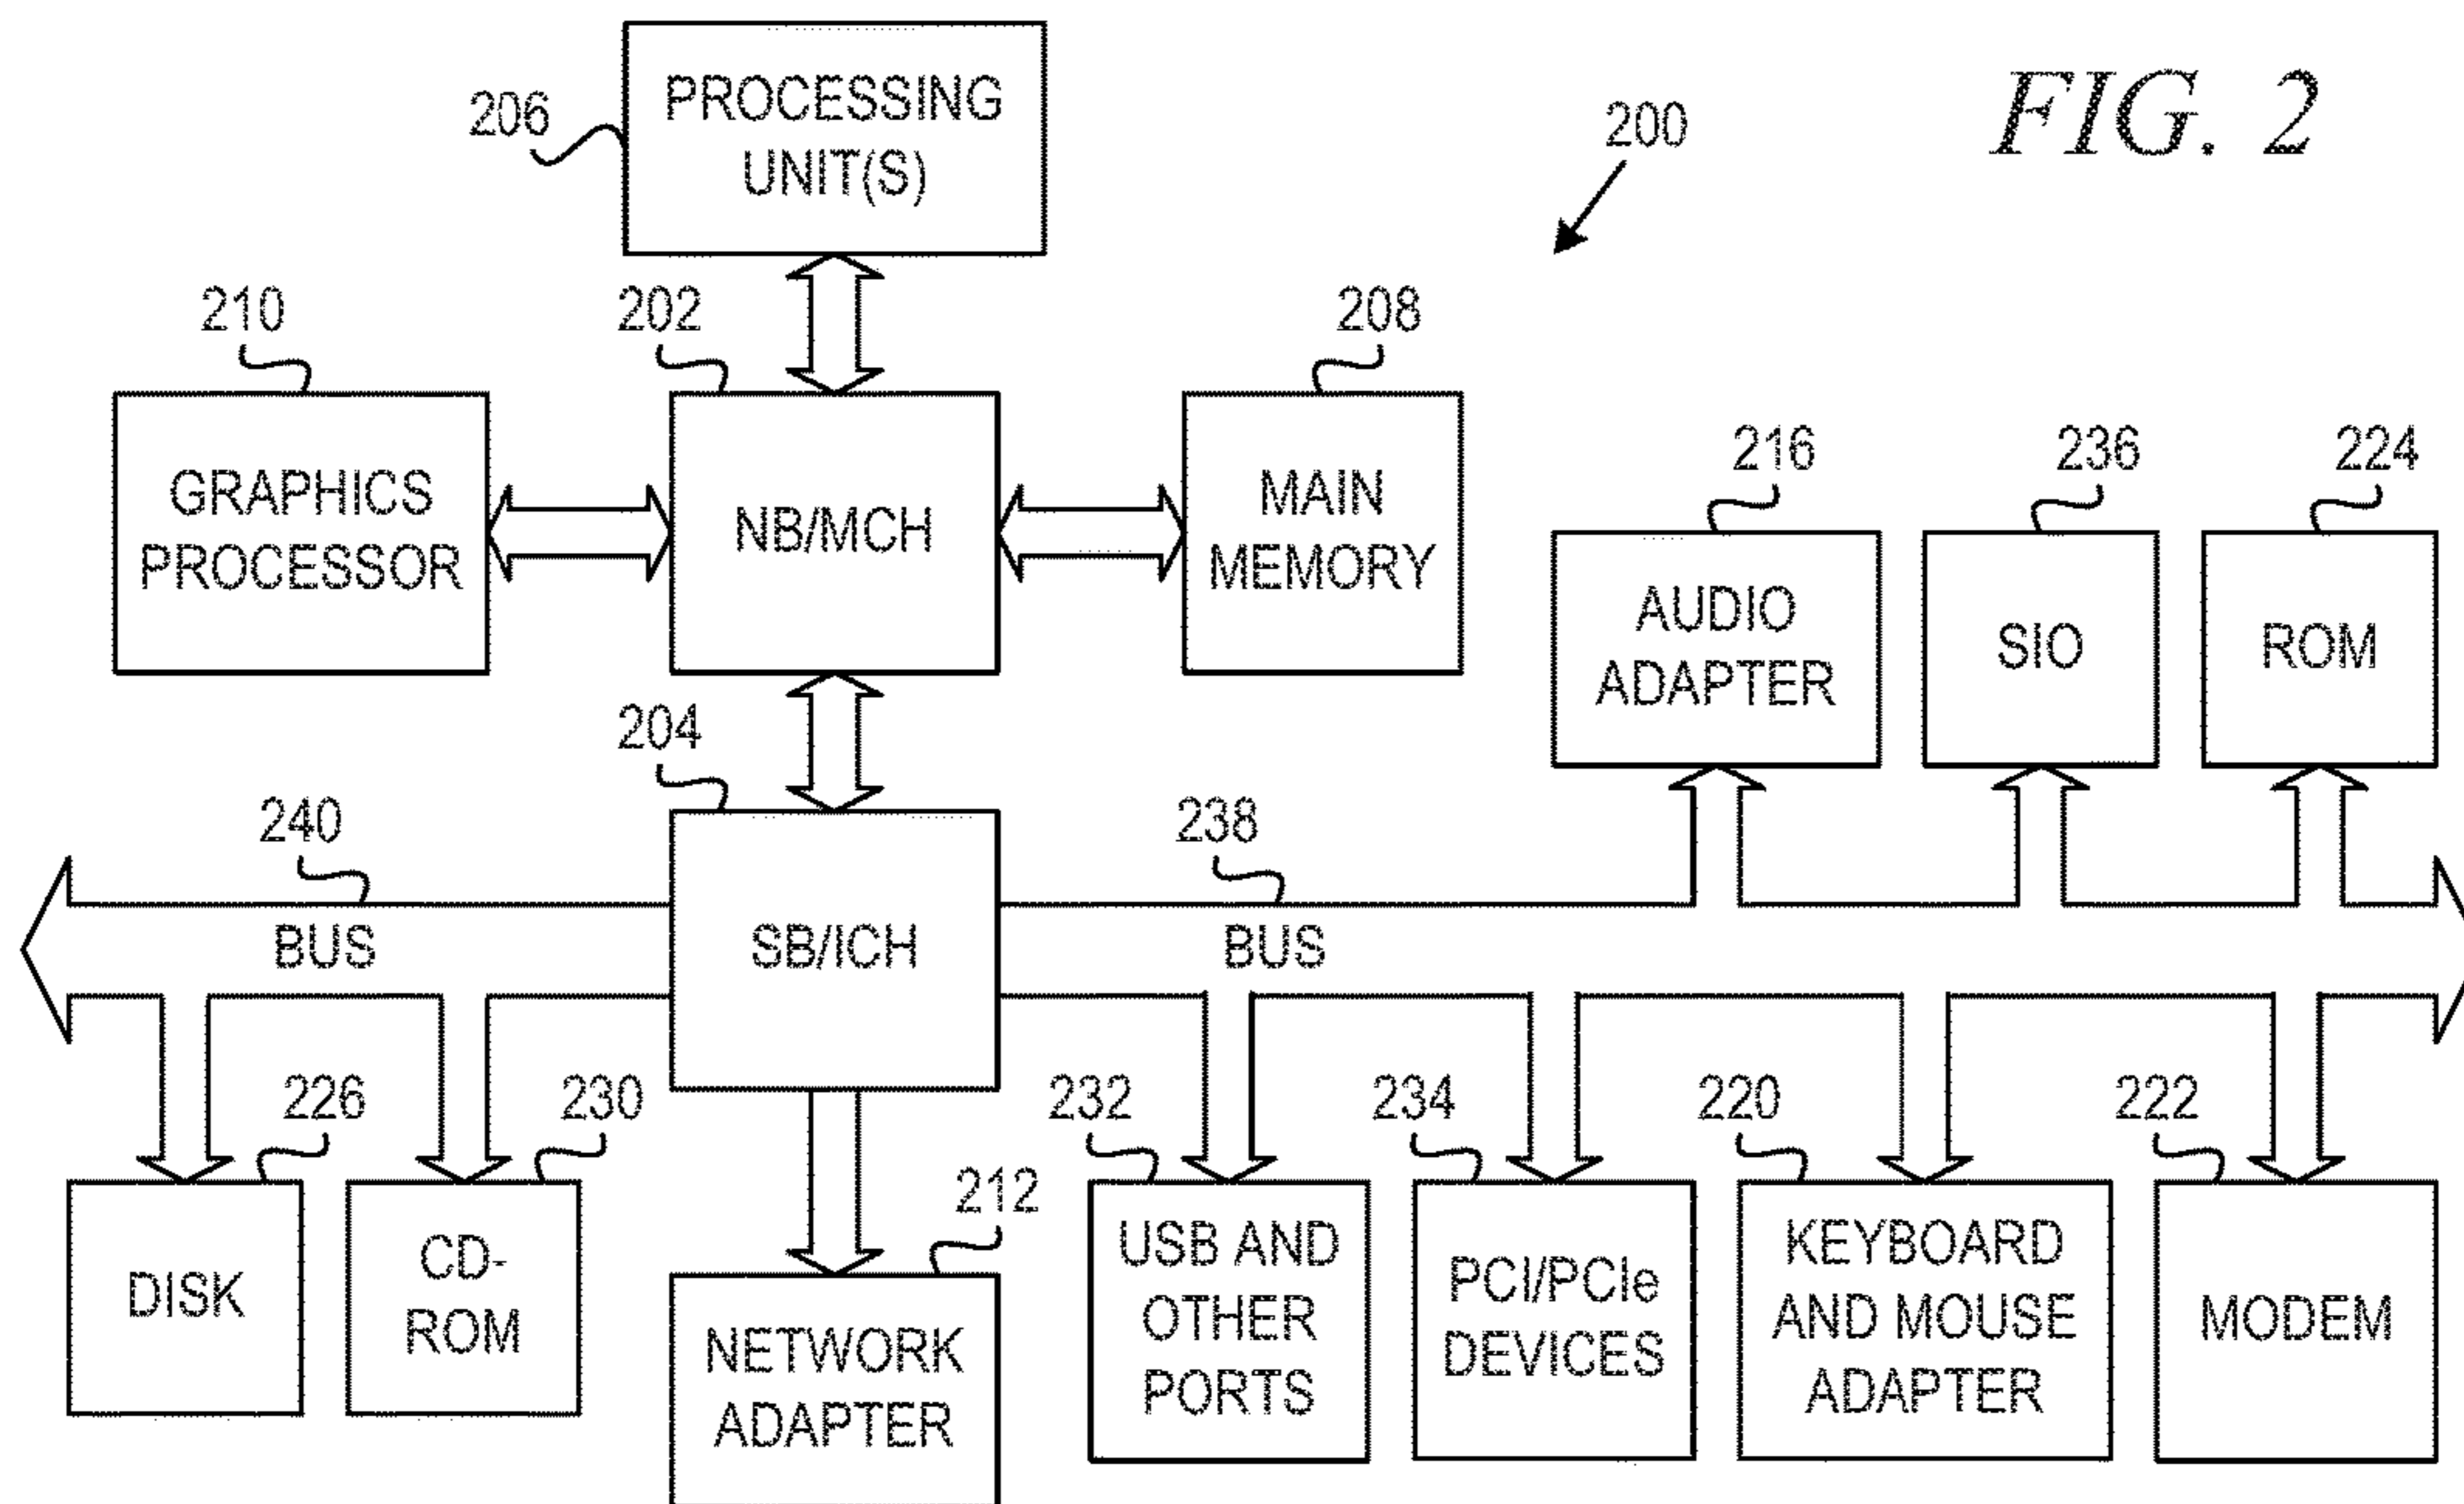 FIG. 2
200
206
PROCESSING
UNIT(S)
210
202
208
GRAPHICS
PROCESSOR
NB/MCH
MAIN
MEMORY
216
236
224
AUDIO
ADAPTER
SIO
ROM
204
240
238
BUS
SB/ICH
BUS
226
230
212
232
234
220
222
DISK
CD-
ROM
NETWORK
ADAPTER
USB AND
OTHER
PORTS
PCI/PCIe
DEVICES
KEYBOARD
AND MOUSE
ADAPTER
MODEM